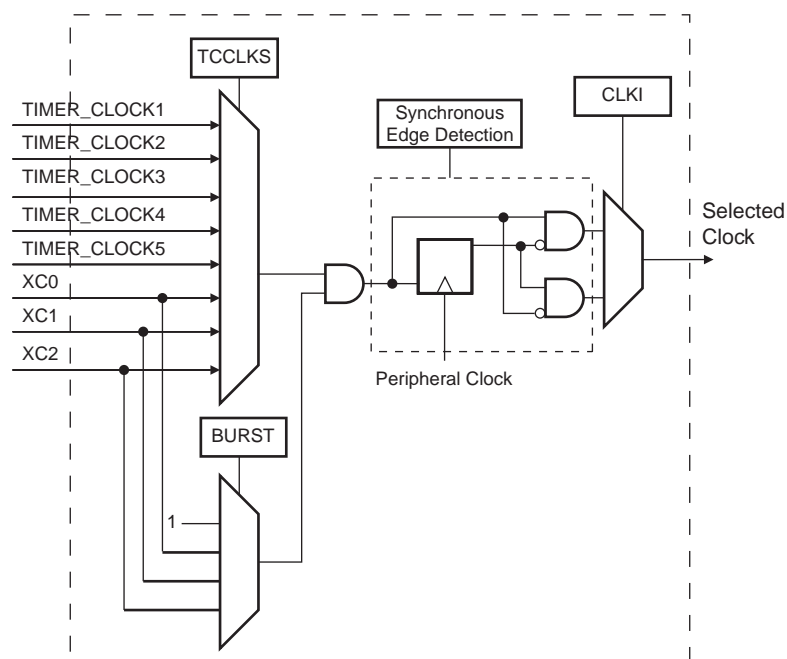 TCCLKS
CLKI
TIMER_CLOCK1
Synchronous
Edge Detection
TIMER_CLOCK2
TIMER_CLOCK3
TIMER_CLOCK4
Selected
Clock
TIMER_CLOCK5
XC0
XC1
XC2
Peripheral Clock
BURST
1